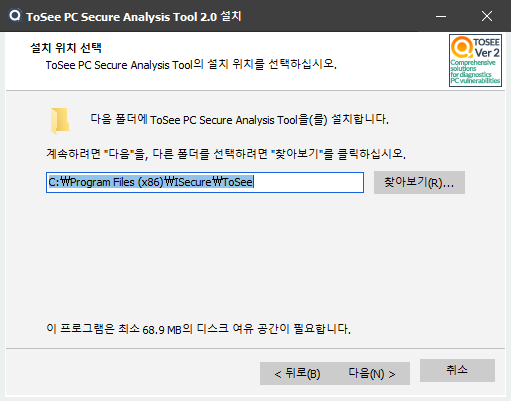 ToSee PC Secure Analysis Tool 2.0 설치
설치 위치 선택
ToSee PC Secure Analysis Tool의 설치 위치를 선택하십시오.
TOSEE
Ver 2
Comprehensive
solutions
for diagnostics
PC vulnerabilities
다음 폴더에 ToSee PC Secure Analysis Tool을(를) 설치합니다.
계속하려면 "다음"을, 다른 폴더를 선택하려면 "찾아보기"를 클릭하십시오.
C:₩Program Files (x86)₩ISecure₩ToSee
찾아보기(R)...
이 프로그램은 최소 68.9 MB의 디스크 여유 공간이 필요합니다.
< 뒤로(B)
다음(N) >
취소